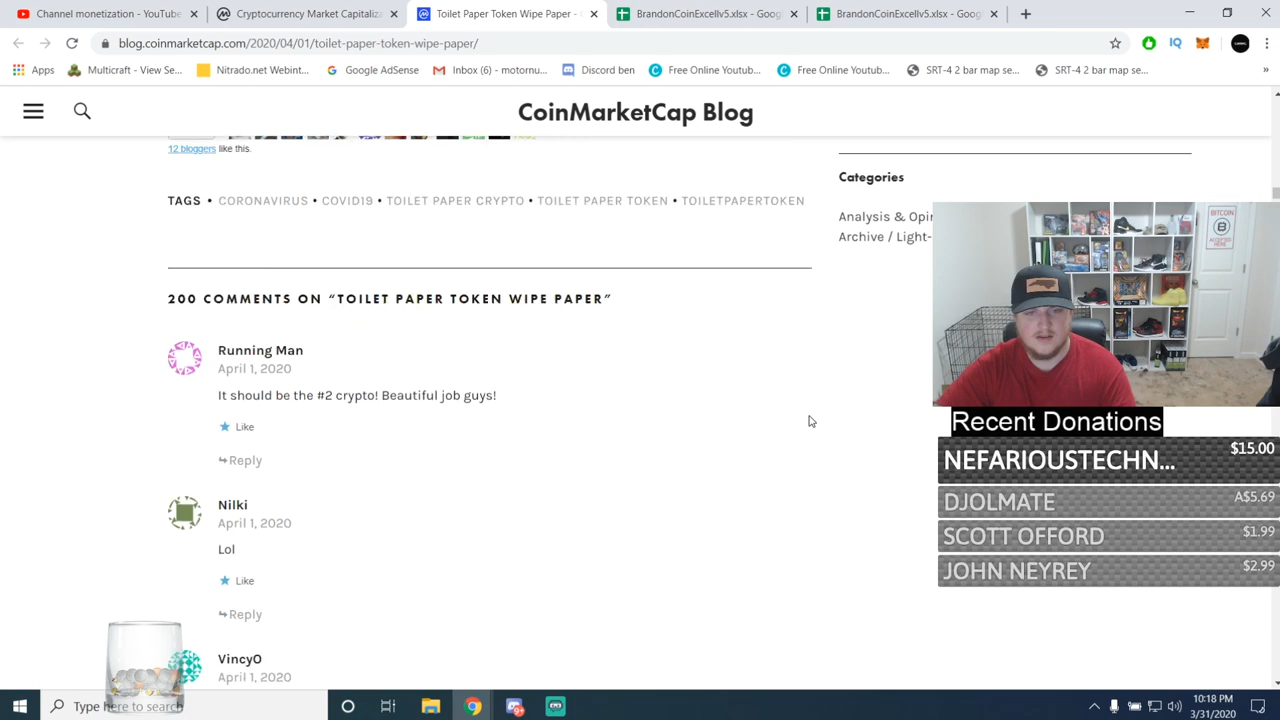 Channel monetization - YouTube
Cryptocurrency Market Capitaliza
Toilet Paper Token Wipe Paper -
BrandonCoinExcellv5.xlsx - Goog
BrandonCoinExcellv5.xlsx - Goog
blog.coinmarketcap.com/2020/04/01/toilet-paper-token-wipe-paper/
Apps
Multicraft - View Se...
Nitrado.net Webint...
Google AdSense
Inbox (6) - motornu...
Discord ben
Free Online Youtub...
Free Online Youtub...
SRT-4 2 bar map se...
SRT-4 2 bar map se...
CoinMarketCap Blog
12 bloggers like this.
Categories
TAGS • CORONAVIRUS • COVID19 • TOILET PAPER CRYPTO • TOILET PAPER TOKEN • TOILETPAPERTOKEN
Analysis & Opi
Archive / Light-
BITCOIN
ACCEPTED
HERE
200 COMMENTS ON “TOILET PAPER TOKEN WIPE PAPER”
Running Man
April 1, 2020
It should be the #2 crypto! Beautiful job guys!
Like
Reply
Recent Donations
NEFARIOUSTECHN... $15.00
DJOLMATE A$5.69
SCOTT OFFORD $1.99
JOHN NEYREY $2.99
Nilki
April 1, 2020
Lol
Like
Reply
VincyO
April 1, 2020
Type here to search
10:18 PM
3/31/2020